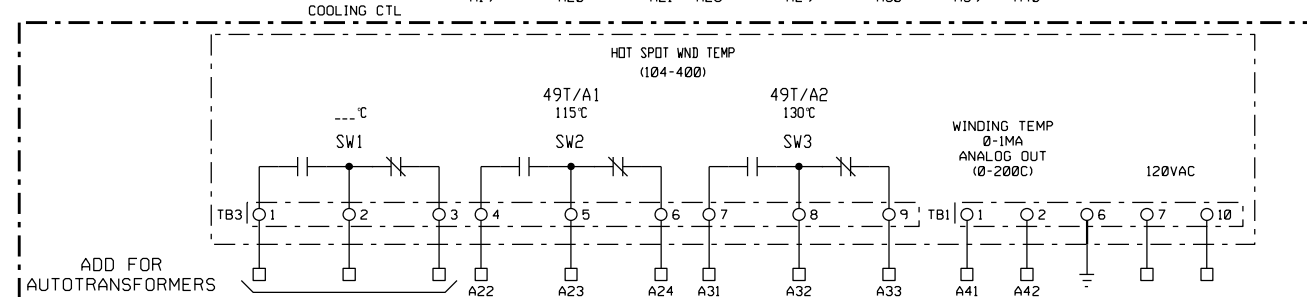 COOLING CTL
HOT SPOT WND TEMP
(104-400)
49T/A1
49T/A2
___°C
115°C
130°C
SW1
SW2
SW3
WINDING TEMP
0-1MA
ANALOG OUT
(0-200C)
120VAC
TB3 1 2 3 4 5 6 7 8 9 TB1 1 2 6 7 10
ADD FOR
AUTOTRANSFORMERS
A22 A23 A24 A31 A32 A33 A41 A42